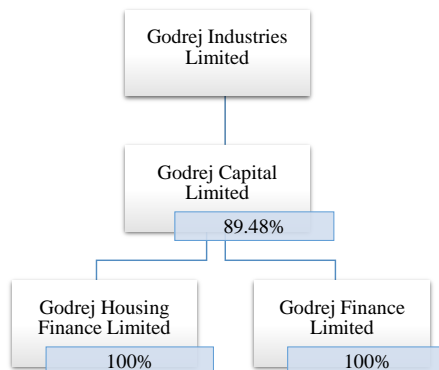 Godrej Industries
Limited
Godrej Capital
Limited
89.48%
Godrej Housing
Finance Limited
100%
Godrej Finance
Limited
100%